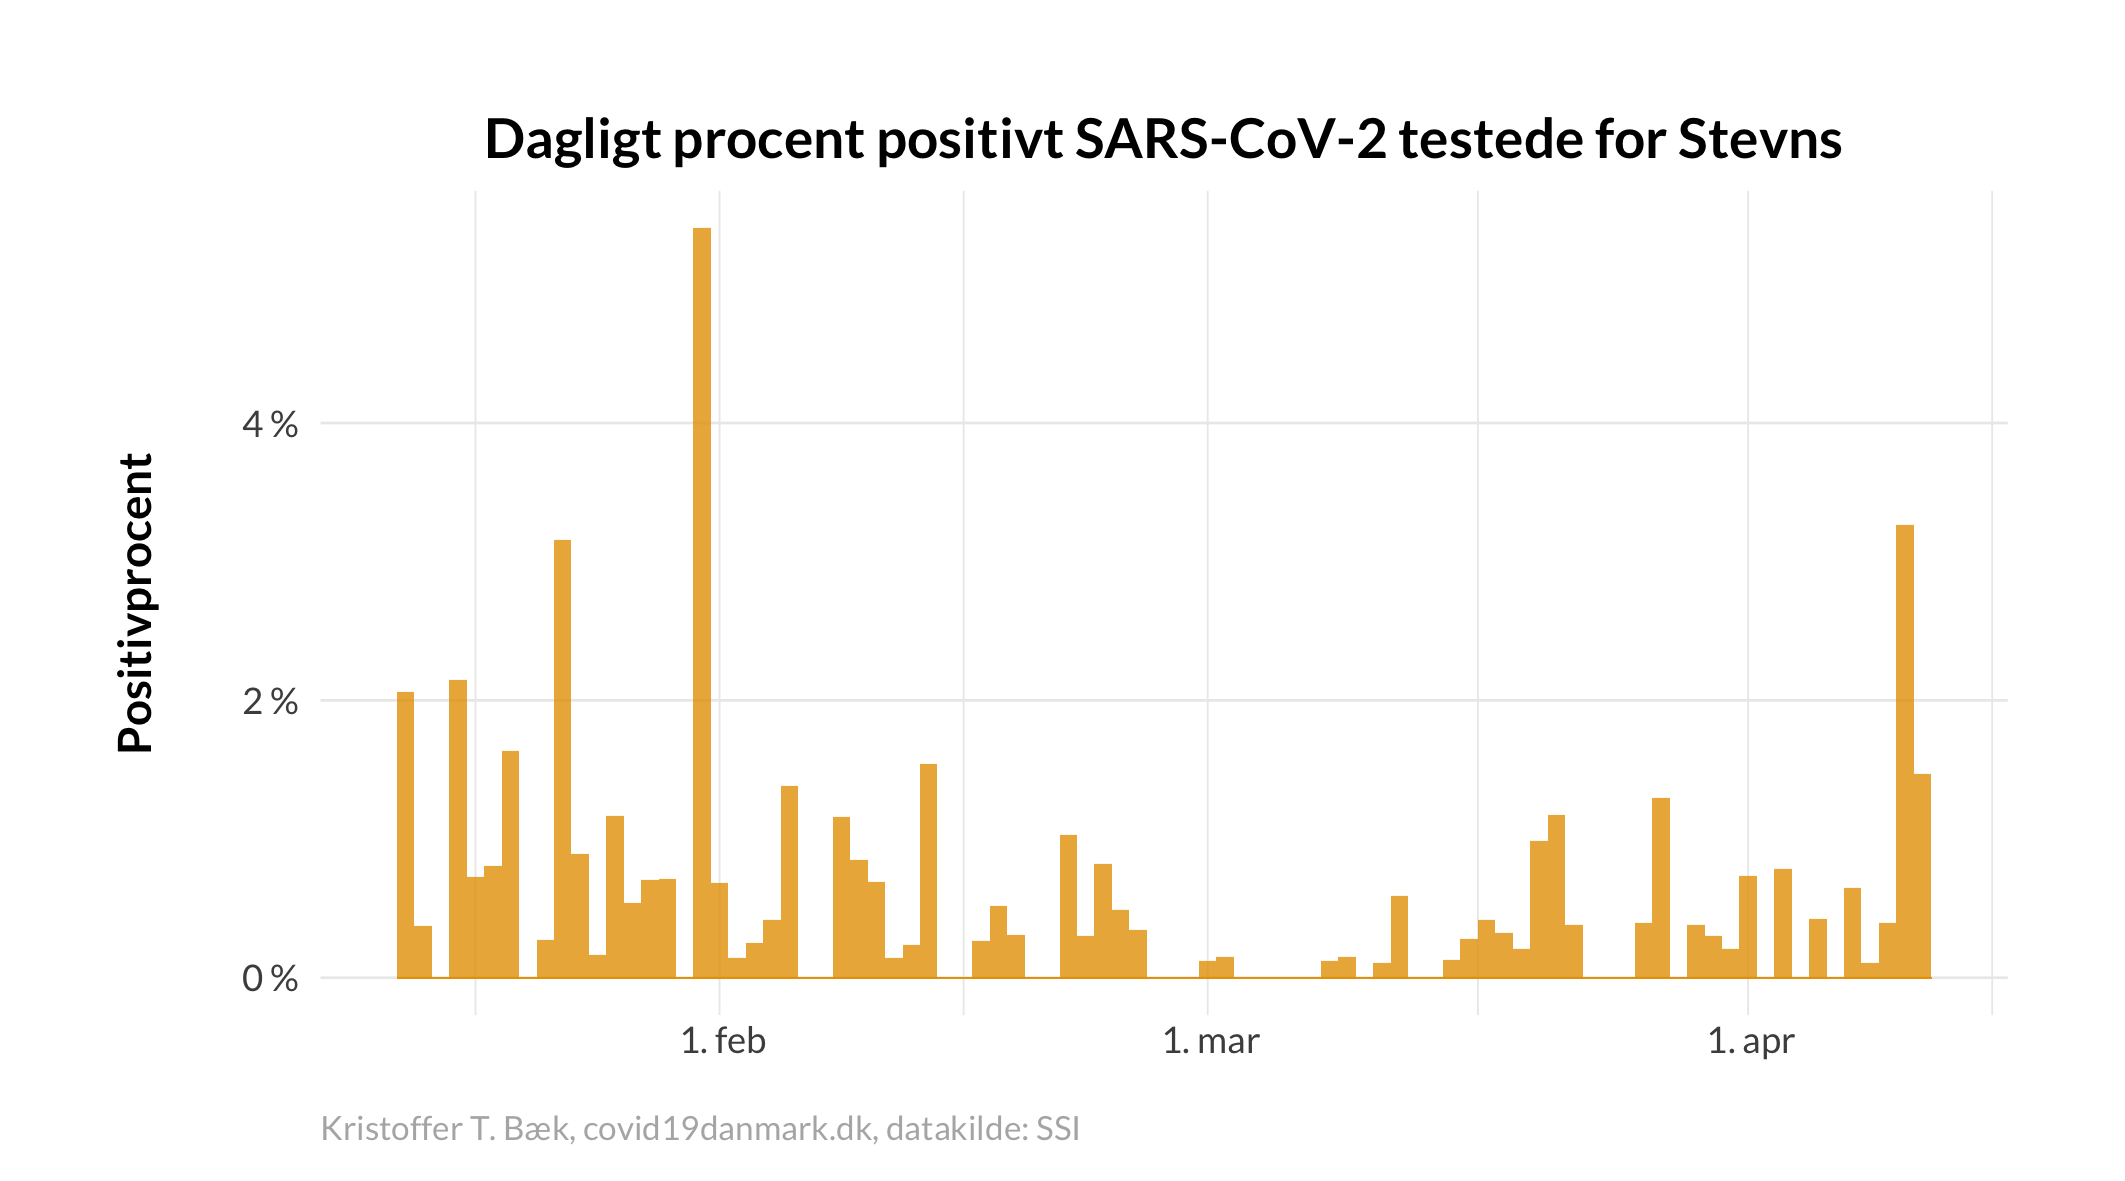 Dagligt procent positivt SARS-CoV-2 testede for Stevns
Positivprocent
4 %
2 %
0 %
1. feb
1. mar
1. apr
Kristoffer T. Bæk, covid19danmark.dk, datakilde: SSI